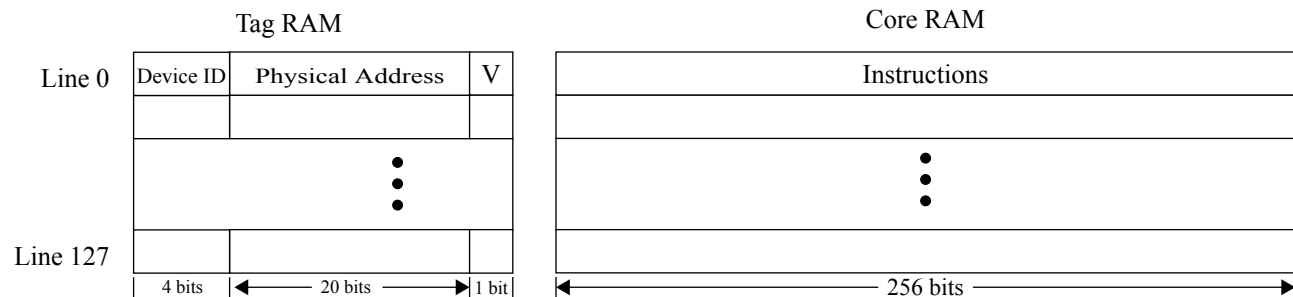 Tag RAM
Core RAM
Line 0
Device ID
Physical Address
V
Instructions
Line 127
4 bits
20 bits
1 bit
256 bits